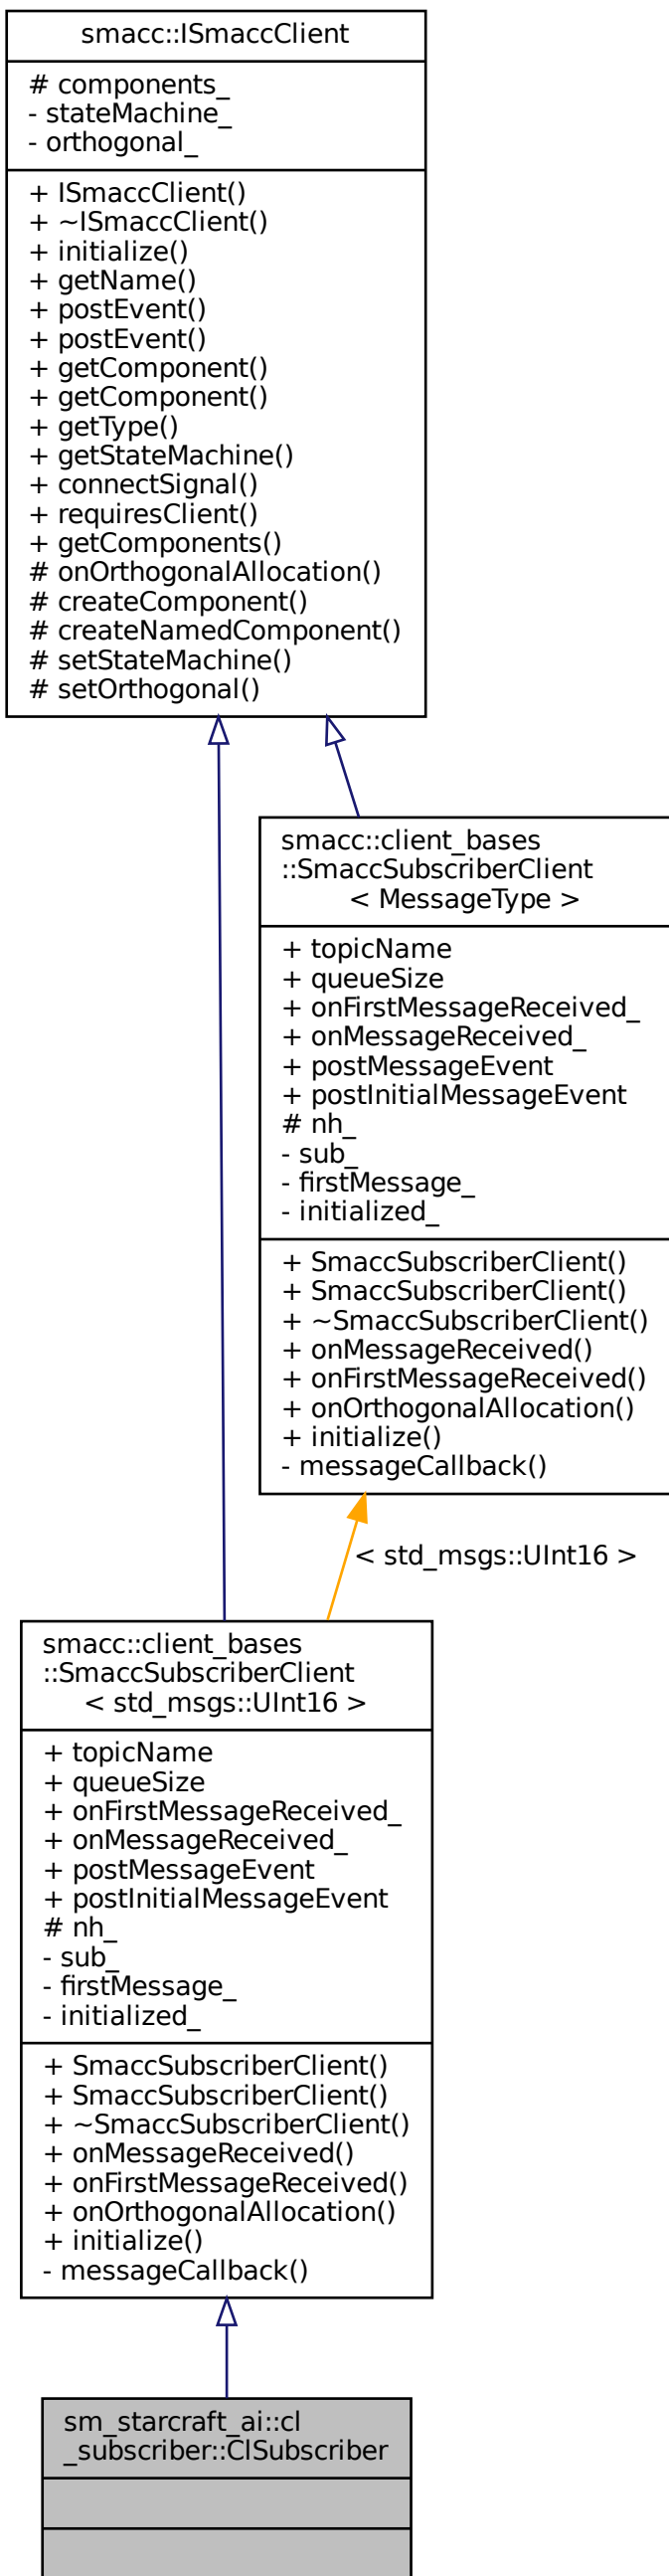 smacc::ISmaccClient
# components_
- stateMachine_
- orthogonal_
+ ISmaccClient()
+ ~ISmaccClient()
+ initialize()
+ getName()
+ postEvent()
+ postEvent()
+ getComponent()
+ getComponent()
+ getType()
+ getStateMachine()
+ connectSignal()
+ requiresClient()
+ getComponents()
# onOrthogonalAllocation()
# createComponent()
# createNamedComponent()
# setStateMachine()
# setOrthogonal()
smacc::client_bases
::SmaccSubscriberClient
< MessageType >
+ topicName
+ queueSize
+ onFirstMessageReceived_
+ onMessageReceived_
+ postMessageEvent
+ postInitialMessageEvent
# nh_
- sub_
- firstMessage_
- initialized_
+ SmaccSubscriberClient()
+ SmaccSubscriberClient()
+ ~SmaccSubscriberClient()
+ onMessageReceived()
+ onFirstMessageReceived()
+ onOrthogonalAllocation()
+ initialize()
- messageCallback()
< std_msgs::UInt16 >
smacc::client_bases
::SmaccSubscriberClient
< std_msgs::UInt16 >
+ topicName
+ queueSize
+ onFirstMessageReceived_
+ onMessageReceived_
+ postMessageEvent
+ postInitialMessageEvent
# nh_
- sub_
- firstMessage_
- initialized_
+ SmaccSubscriberClient()
+ SmaccSubscriberClient()
+ ~SmaccSubscriberClient()
+ onMessageReceived()
+ onFirstMessageReceived()
+ onOrthogonalAllocation()
+ initialize()
- messageCallback()
sm_starcraft_ai::cl
_subscriber::ClSubscriber